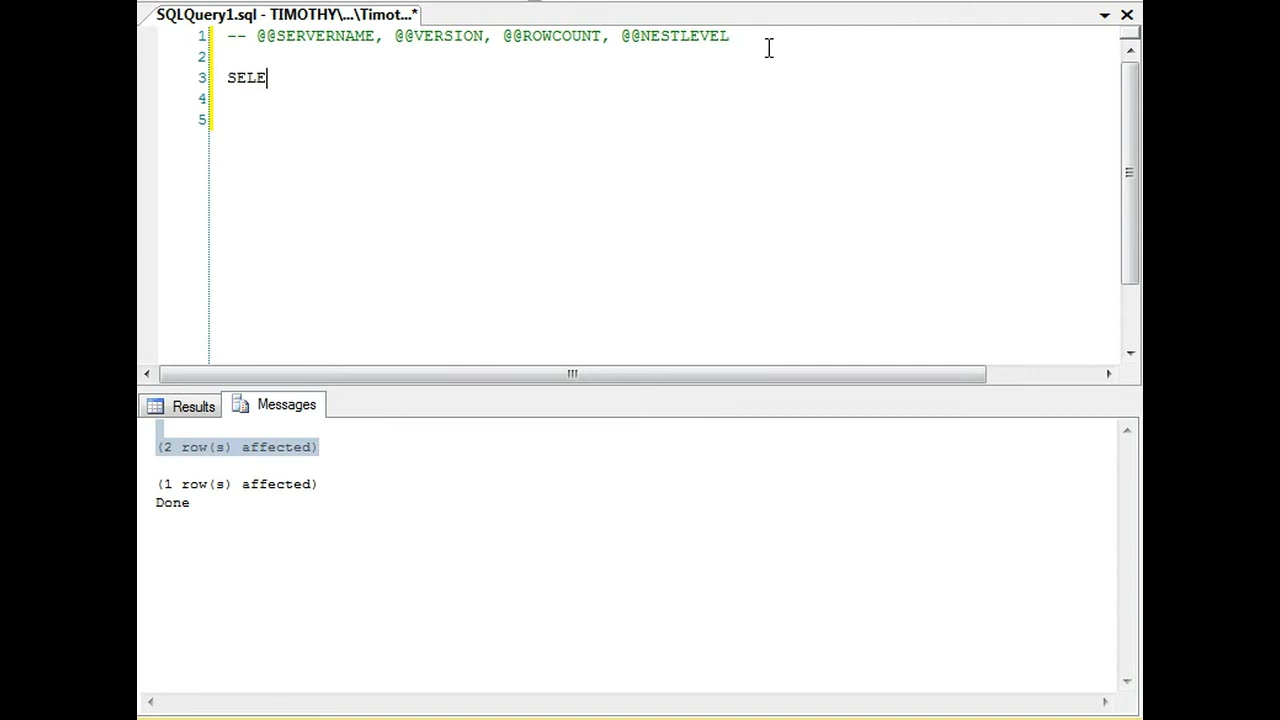 SQLQuery1.sql - TIMOTHY\...\Timot...*
1 -- @@SERVERNAME, @@VERSION, @@ROWCOUNT, @@NESTLEVEL
2
3 SELE
4
5
Results Messages
(2 row(s) affected)
(1 row(s) affected)
Done